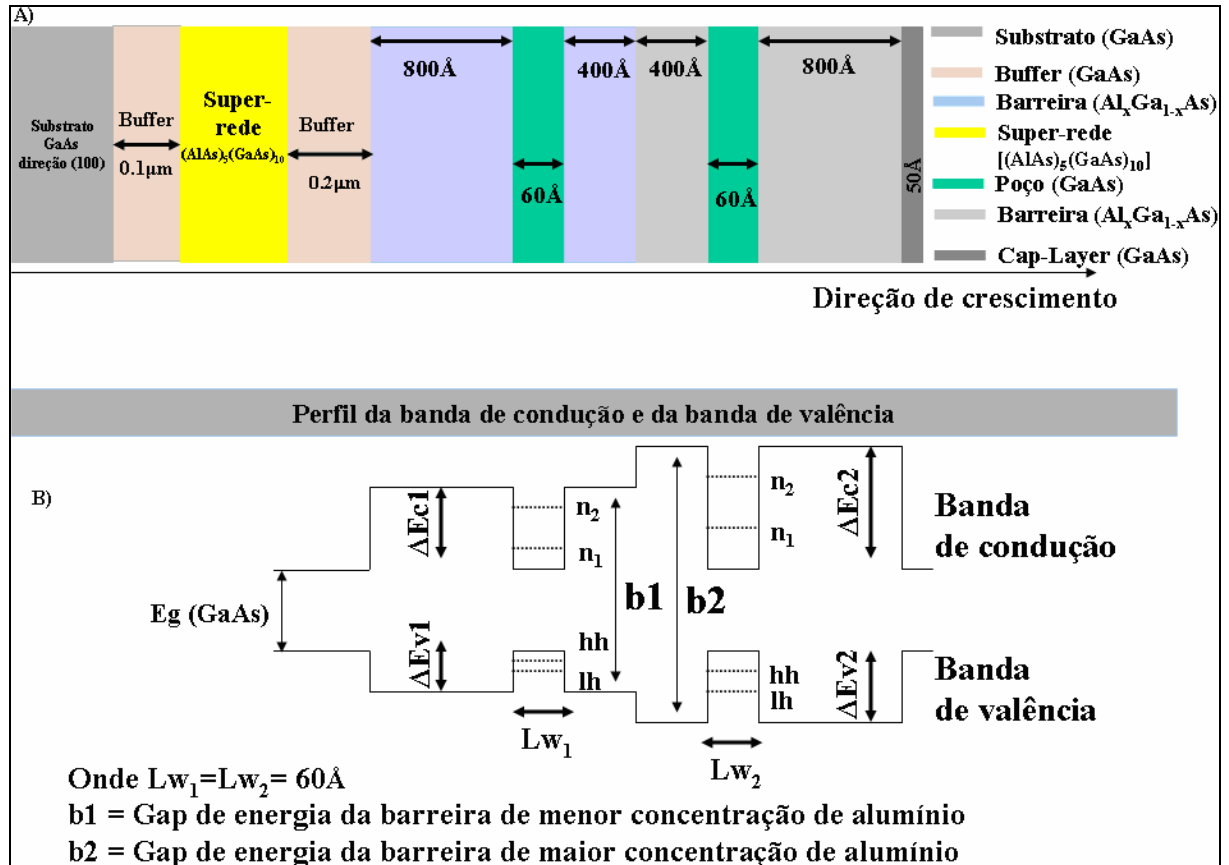 A)
800Å
400Å
400Å
800Å
Substrato
GaAs
direção (100)
Buffer
0.1μm
Super-
rede
(AlAs)₅(GaAs)₁₀
Buffer
0.2μm
60Å
60Å
50Å
Substrato (GaAs)
Buffer (GaAs)
Barreira (AlₓGa₁₋ₓAs)
Super-rede
[(AlAs)₅(GaAs)₁₀]
Poço (GaAs)
Barreira (AlₓGa₁₋ₓAs)
Cap-Layer (GaAs)
Direção de crescimento
Perfil da banda de condução e da banda de valência
B)
ΔEc1
n₂
n₁
n₂
n₁
ΔEc2
Banda
de condução
Eg (GaAs)
b1
b2
ΔEv1
hh
lh
hh
lh
ΔEv2
Banda
de valência
Lw₁
Lw₂
Onde Lw₁=Lw₂= 60Å
b1 = Gap de energia da barreira de menor concentração de alumínio
b2 = Gap de energia da barreira de maior concentração de alumínio